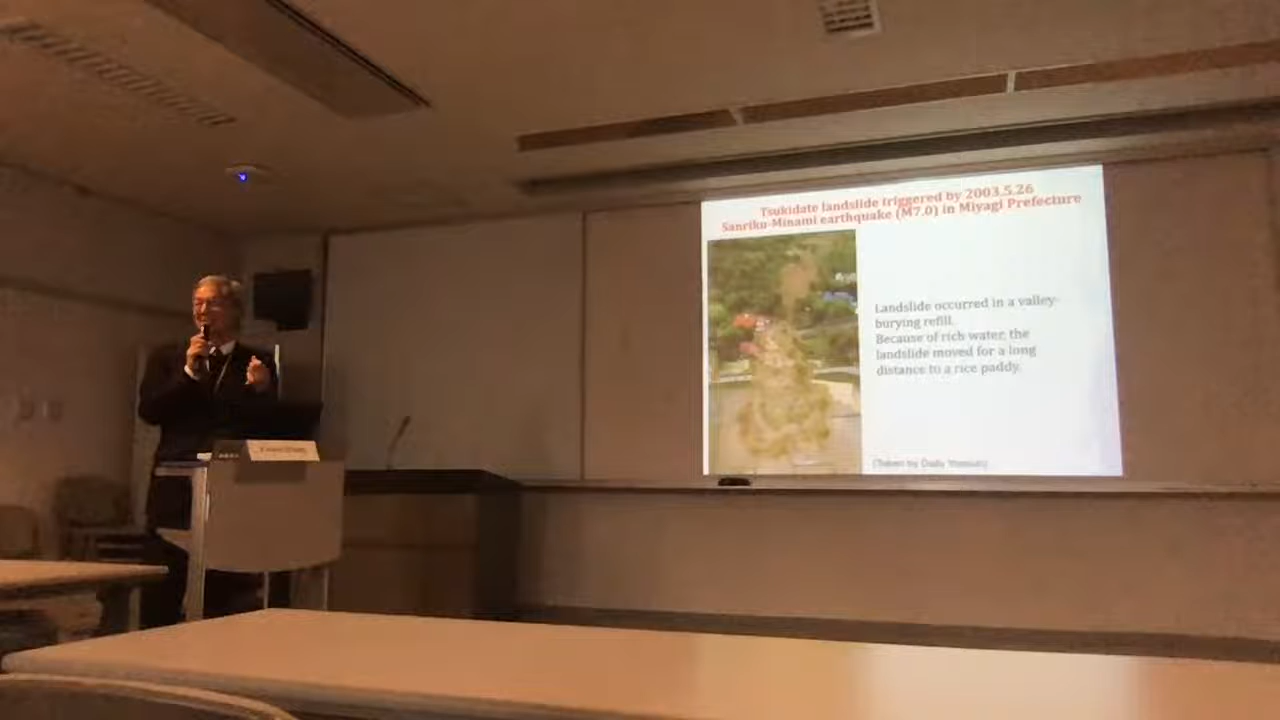 Tsukidate landslide triggered by 2003.5.26
Sanriku-Minami earthquake (M7.0) in Miyagi Prefecture
Landslide occurred in a valley-
burying refill.
Because of rich water, the
landslide moved for a long
distance to a rice paddy.
(Taken by Daily